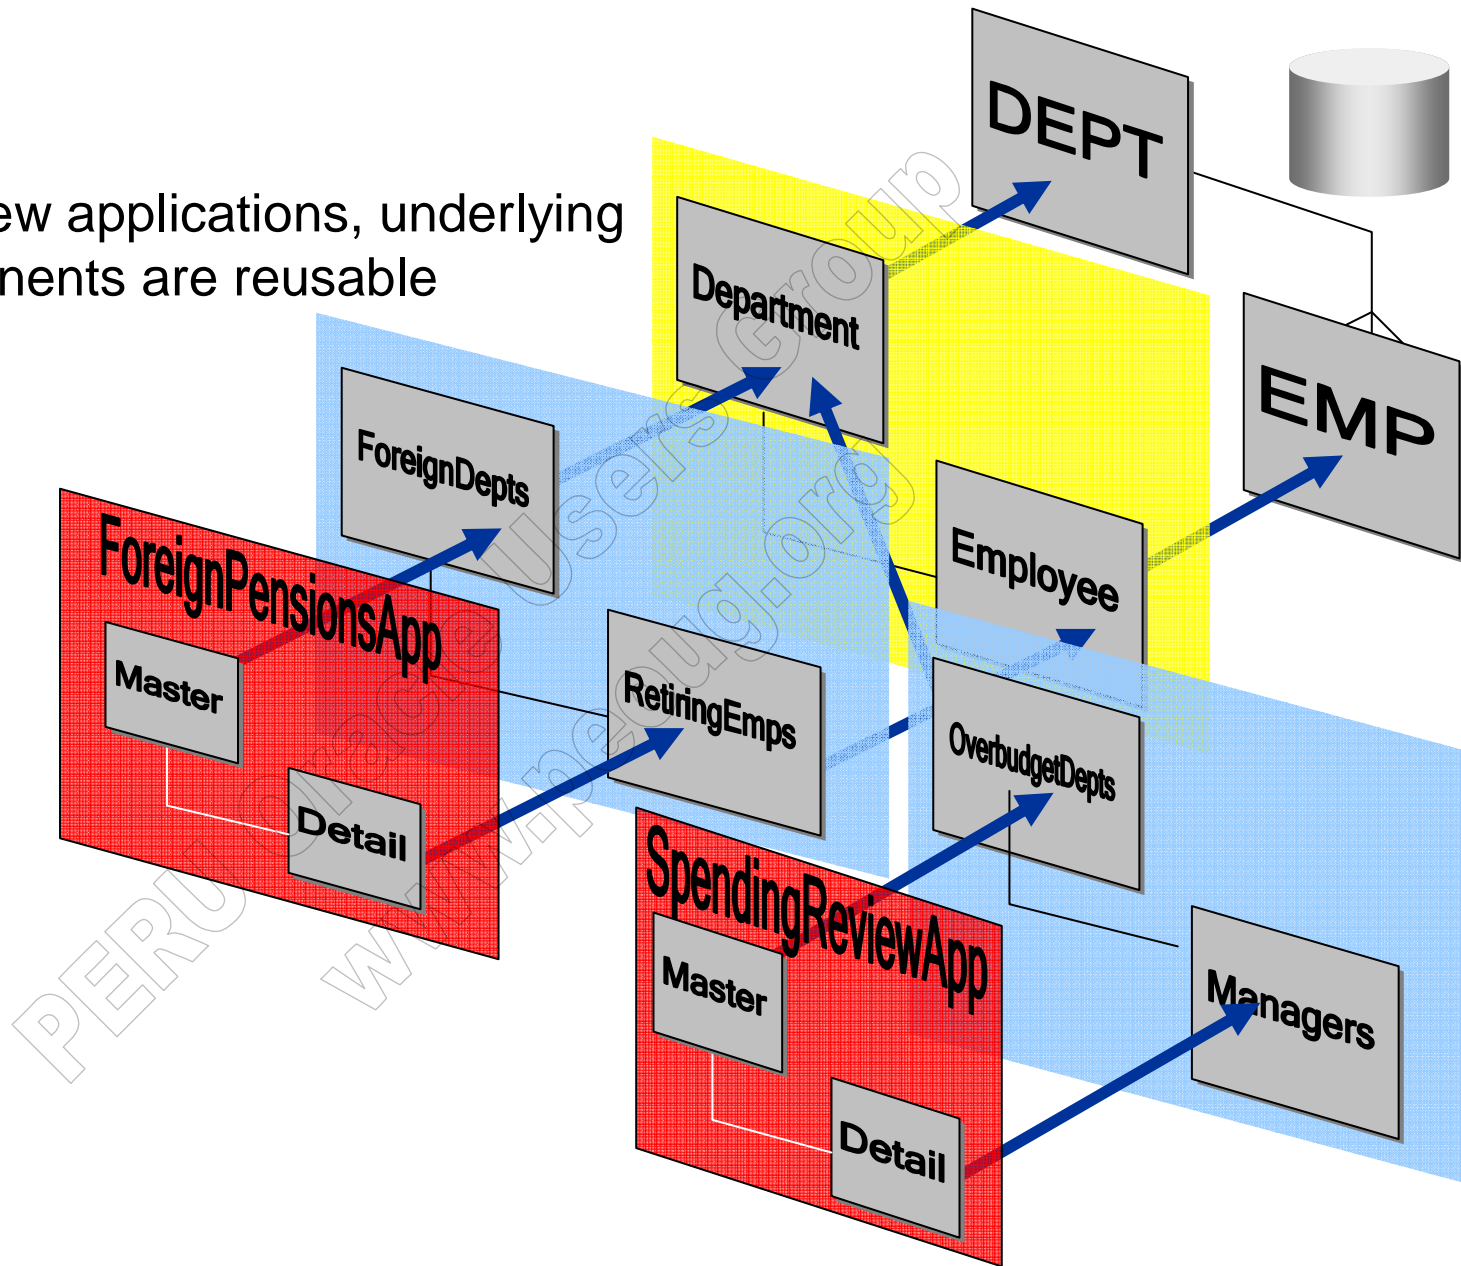 ew applications, underlying
nents are reusable
DEPT
EMP
Department
Employee
ForeignDepts
RetiringEmps
OverbudgetDepts
Managers
ForeignPensionsApp
Master
Detail
SpendingReviewApp
Master
Detail
PERU Oracle Users Group
www.peoug.org